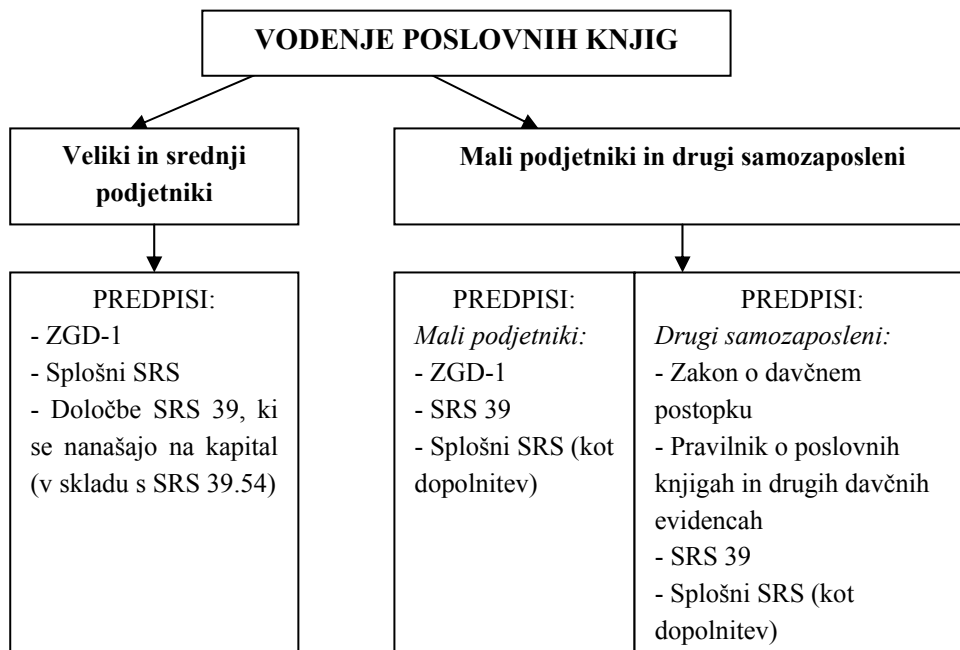 VODENJE POSLOVNIH KNJIG
Veliki in srednji
podjetniki
Mali podjetniki in drugi samozaposleni
PREDPISI:
- ZGD-1
- Splošni SRS
- Določbe SRS 39, ki
se nanašajo na kapital
(v skladu s SRS 39.54)
PREDPISI:
Mali podjetniki:
- ZGD-1
- SRS 39
- Splošni SRS (kot
dopolnitev)
PREDPISI:
Drugi samozaposleni:
- Zakon o davčnem
postopku
- Pravilnik o poslovnih
knjigah in drugih davčnih
evidencah
- SRS 39
- Splošni SRS (kot
dopolnitev)